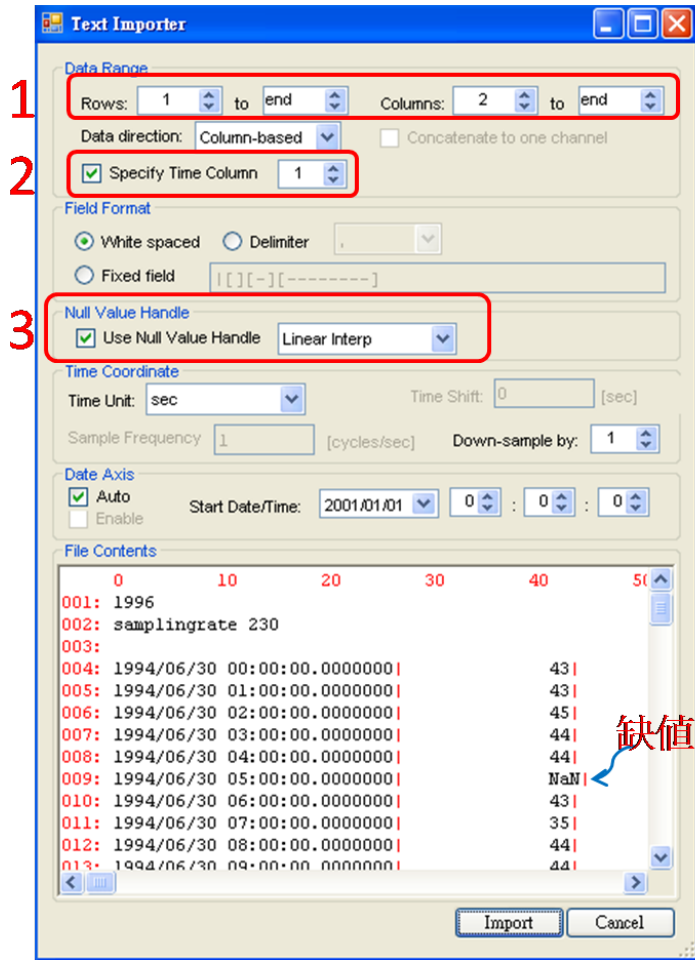 Text Importer
Data Range
1
Rows: 1 to end Columns: 2 to end
Data direction: Column-based Concatenate to one channel
2
Specify Time Column 1
Field Format
White spaced Delimiter ,
Fixed field |[][-][--------]
Null Value Handle
3
Use Null Value Handle Linear Interp
Time Coordinate
Time Unit: sec Time Shift: 0 [sec]
Sample Frequency 1 [cycles/sec] Down-sample by: 1
Date Axis
Auto
Start Date/Time: 2001/01/01 0 : 0 : 0
Enable
File Contents
0 10 20 30 40 50
001: 1996
002: samplingrate 230
003:
004: 1994/06/30 00:00:00.0000000| 43|
005: 1994/06/30 01:00:00.0000000| 43|
006: 1994/06/30 02:00:00.0000000| 45|
007: 1994/06/30 03:00:00.0000000| 44|
缺值
008: 1994/06/30 04:00:00.0000000| 44|
009: 1994/06/30 05:00:00.0000000| NaN|
010: 1994/06/30 06:00:00.0000000| 43|
011: 1994/06/30 07:00:00.0000000| 35|
012: 1994/06/30 08:00:00.0000000| 44|
013: 1994/06/30 09:00:00.0000000| 44|
Import Cancel